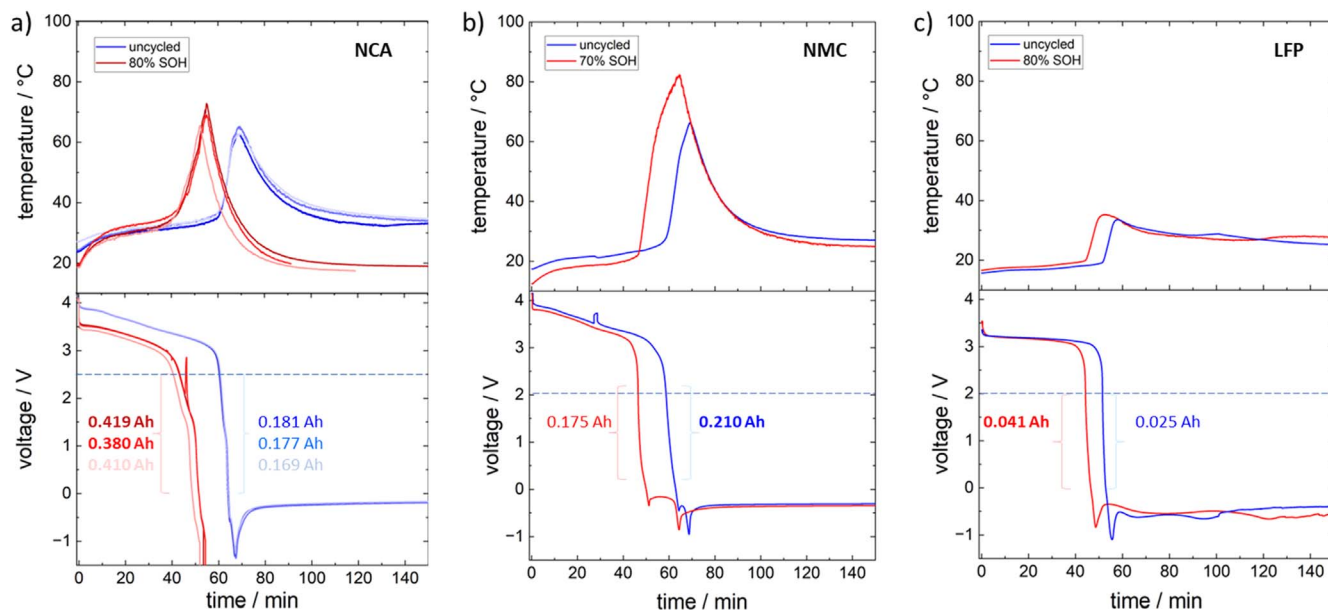 a)
uncycled
80% SOH
NCA
temperature / °C
100
80
60
40
20
voltage / V
4
3
2
1
0
−1
0.419 Ah
0.380 Ah
0.410 Ah
0.181 Ah
0.177 Ah
0.169 Ah
0 20 40 60 80 100 120 140
time / min
b)
uncycled
70% SOH
NMC
temperature / °C
100
80
60
40
20
voltage / V
4
3
2
1
0
−1
0.175 Ah
0.210 Ah
0 20 40 60 80 100 120 140
time / min
c)
uncycled
80% SOH
LFP
temperature / °C
100
80
60
40
20
voltage / V
4
3
2
1
0
−1
0.041 Ah
0.025 Ah
0 20 40 60 80 100 120 140
time / min